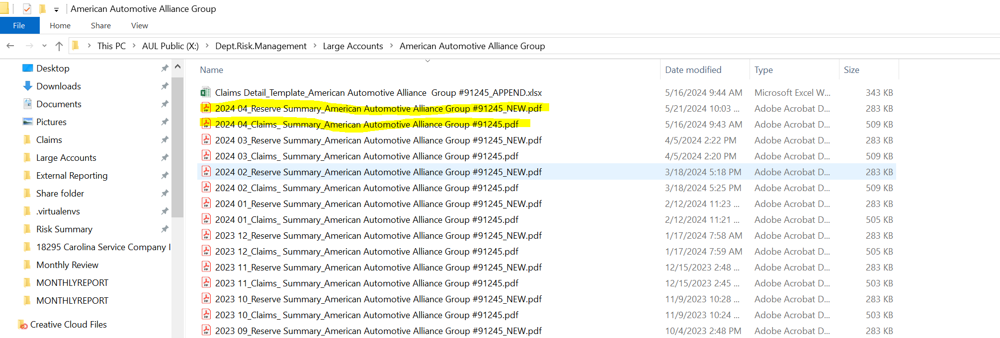 American Automotive Alliance Group
File Home Share View
This PC > AUL Public (X:) > Dept.Risk.Management > Large Accounts > American Automotive Alliance Group
Desktop
Downloads
Documents
Pictures
Claims
Large Accounts
External Reporting
Share folder
.virtualenvs
Risk Summary
18295 Carolina Service Company I
Monthly Review
MONTHLYREPORT
MONTHLYREPORT
Creative Cloud Files
Name Date modified Type Size
Claims Detail_Template_American Automotive Alliance  Group #91245_APPEND.xlsx 5/16/2024 9:44 AM Microsoft Excel W... 343 KB
2024 04_Reserve Summary_American Automotive Alliance Group #91245_NEW.pdf 5/21/2024 10:03 ... Adobe Acrobat D... 283 KB
2024 04_Claims_ Summary_American Automotive Alliance Group #91245.pdf 5/16/2024 9:43 AM Adobe Acrobat D... 509 KB
2024 03_Reserve Summary_American Automotive Alliance Group #91245_NEW.pdf 4/5/2024 2:22 PM Adobe Acrobat D... 283 KB
2024 03_Claims_ Summary_American Automotive Alliance Group #91245.pdf 4/5/2024 2:20 PM Adobe Acrobat D... 509 KB
2024 02_Reserve Summary_American Automotive Alliance Group #91245_NEW.pdf 3/18/2024 5:18 PM Adobe Acrobat D... 283 KB
2024 02_Claims_ Summary_American Automotive Alliance Group #91245.pdf 3/18/2024 5:25 PM Adobe Acrobat D... 509 KB
2024 01_Reserve Summary_American Automotive Alliance Group #91245_NEW.pdf 2/12/2024 11:23 ... Adobe Acrobat D... 283 KB
2024 01_Claims_ Summary_American Automotive Alliance Group #91245.pdf 2/12/2024 11:21 ... Adobe Acrobat D... 505 KB
2023 12_Reserve Summary_American Automotive Alliance Group #91245_NEW.pdf 1/17/2024 7:58 AM Adobe Acrobat D... 283 KB
2023 12_Claims_ Summary_American Automotive Alliance Group #91245.pdf 1/17/2024 7:59 AM Adobe Acrobat D... 505 KB
2023 11_Reserve Summary_American Automotive Alliance Group #91245_NEW.pdf 12/15/2023 2:48 ... Adobe Acrobat D... 283 KB
2023 11_Claims_ Summary_American Automotive Alliance Group #91245.pdf 12/15/2023 2:45 ... Adobe Acrobat D... 503 KB
2023 10_Reserve Summary_American Automotive Alliance Group #91245_NEW.pdf 11/9/2023 10:28 ... Adobe Acrobat D... 283 KB
2023 10_Claims_ Summary_American Automotive Alliance Group #91245.pdf 11/9/2023 10:24 ... Adobe Acrobat D... 503 KB
2023 09_Reserve Summary_American Automotive Alliance Group #91245_NEW.pdf 10/4/2023 2:48 PM Adobe Acrobat D... 283 KB